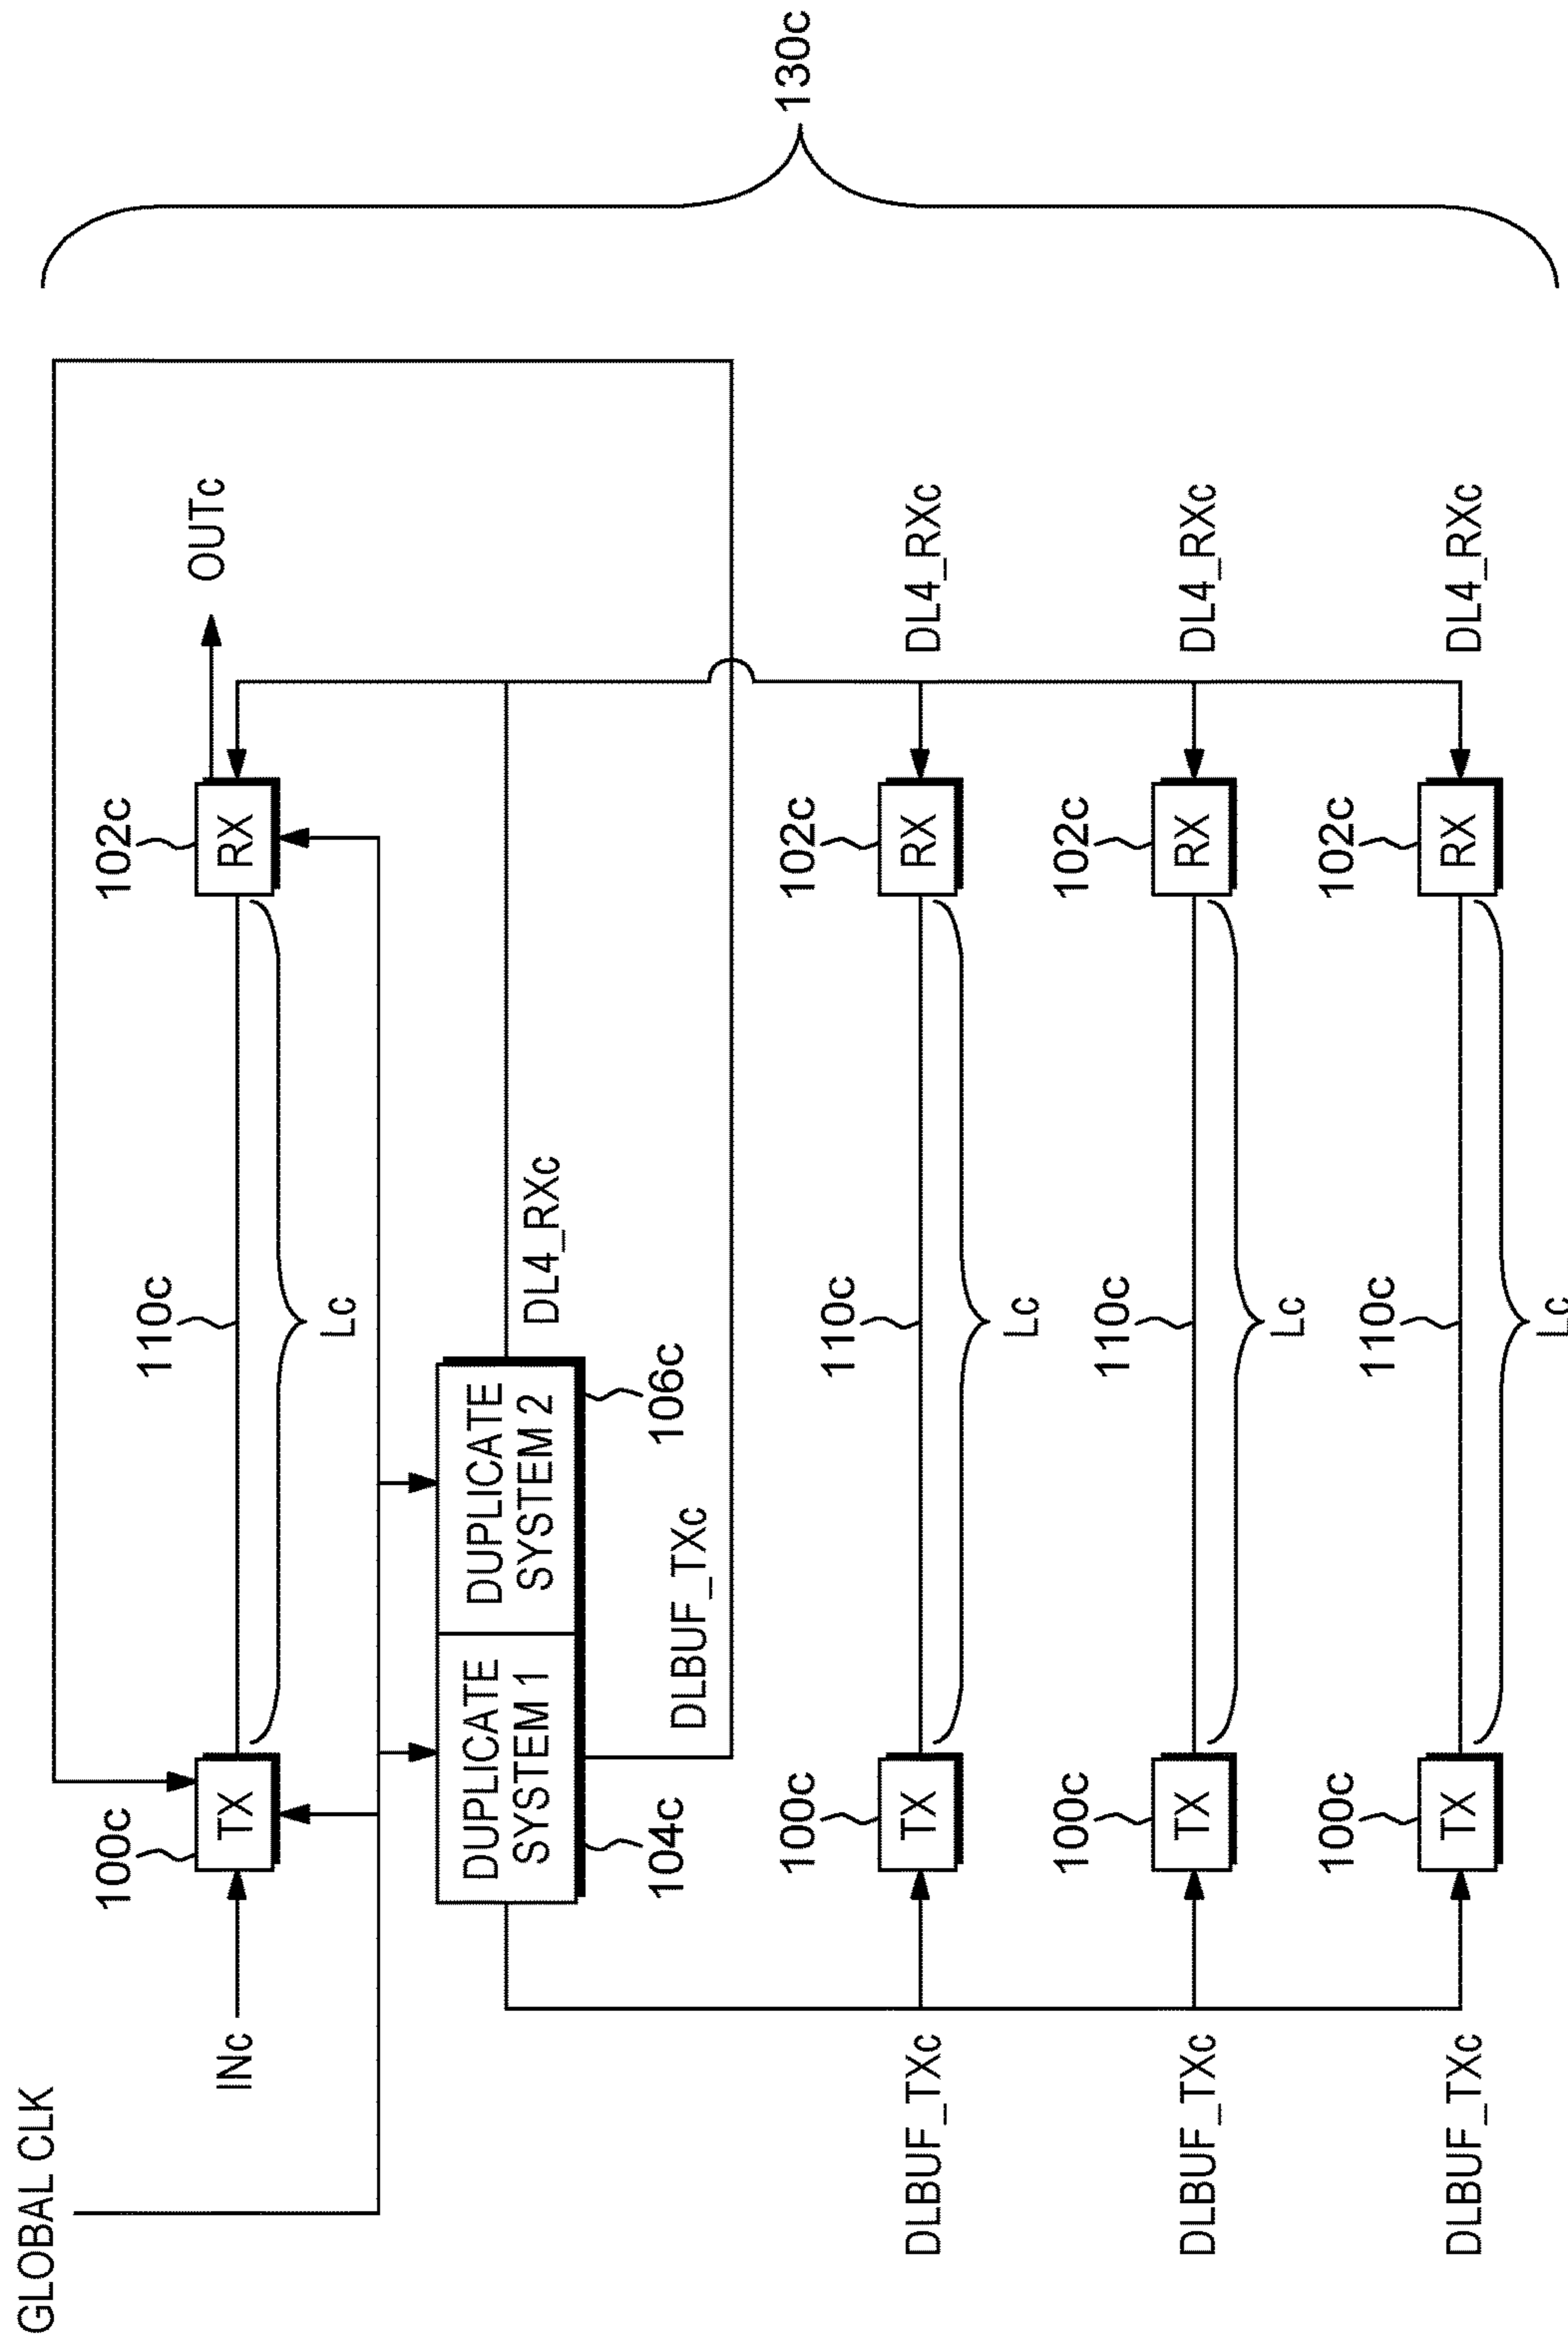 GLOBAL CLK
INc
100c
TX
110c
Lc
102c
RX
OUTc
130c
DUPLICATE
SYSTEM 1
104c
DUPLICATE
SYSTEM 2
106c
DL4_RXc
DLBUF_TXc
DLBUF_TXc
100c
TX
110c
Lc
102c
RX
DL4_RXc
DLBUF_TXc
100c
TX
110c
Lc
102c
RX
DL4_RXc
DLBUF_TXc
100c
TX
110c
Lc
102c
RX
DL4_RXc